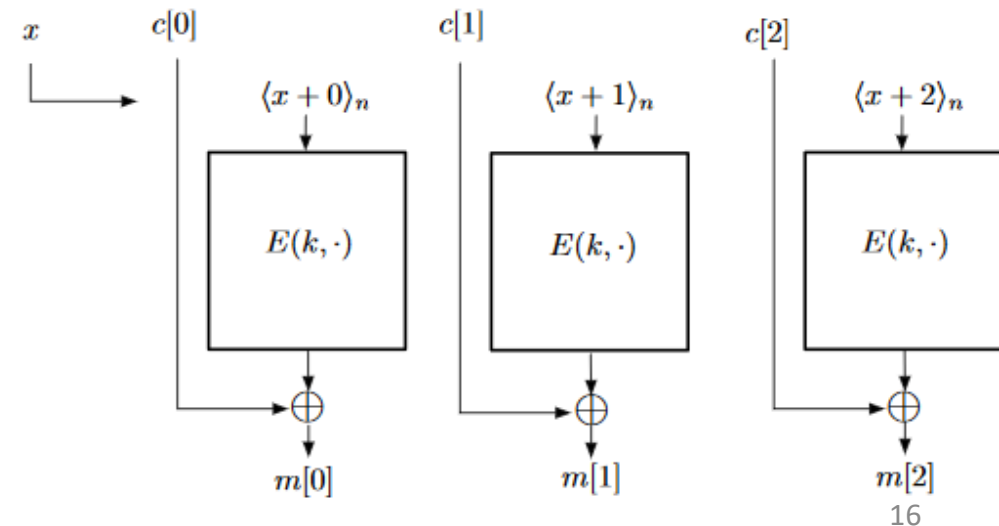 x c[0] c[1] c[2]
⟨x + 0⟩ₙ ⟨x + 1⟩ₙ ⟨x + 2⟩ₙ
E(k, ·) E(k, ·) E(k, ·)
m[0] m[1] m[2]
16